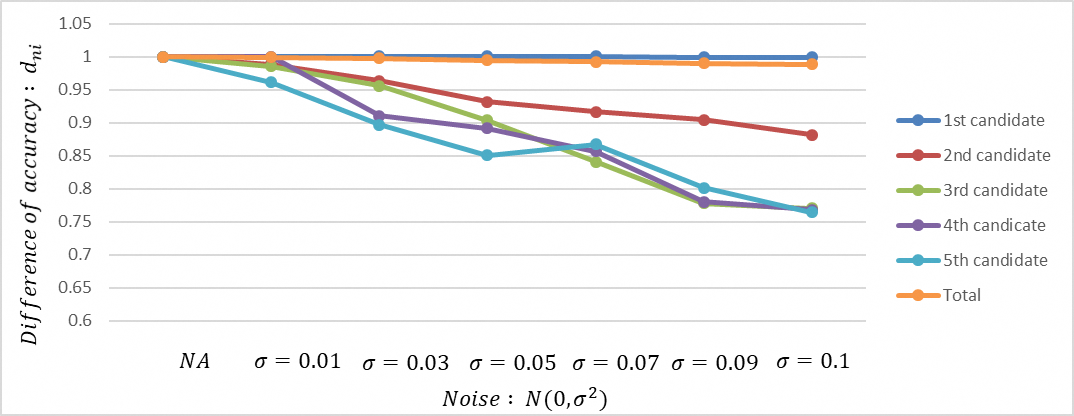 Difference of accuracy: dₙᵢ
1.05
1
0.95
0.9
0.85
0.8
0.75
0.7
0.65
0.6
NA σ = 0.01 σ = 0.03 σ = 0.05 σ = 0.07 σ = 0.09 σ = 0.1
Noise: N(0,σ²)
1st candidate
2nd candidate
3rd candidate
4th candicate
5th candidate
Total